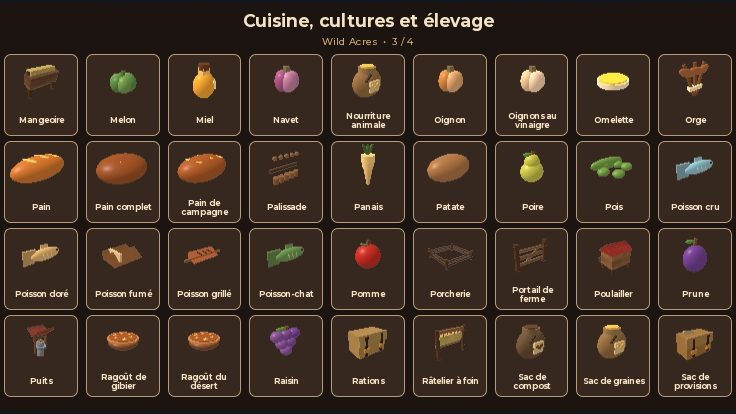 Cuisine, cultures et élevage
Wild Acres • 3 / 4
Mangeoire
Melon
Miel
Navet
Nourriture
animale
Oignon
Oignons au
vinaigre
Omelette
Orge
Pain
Pain complet
Pain de
campagne
Palissade
Panais
Patate
Poire
Pois
Poisson cru
Poisson doré
Poisson fumé
Poisson grillé
Poisson-chat
Pomme
Porcherie
Portail de
ferme
Poulailler
Prune
Puits
Ragoût de
gibier
Ragoût du
désert
Raisin
Rations
Râtelier à foin
Sac de
compost
Sac de graines
Sac de
provisions